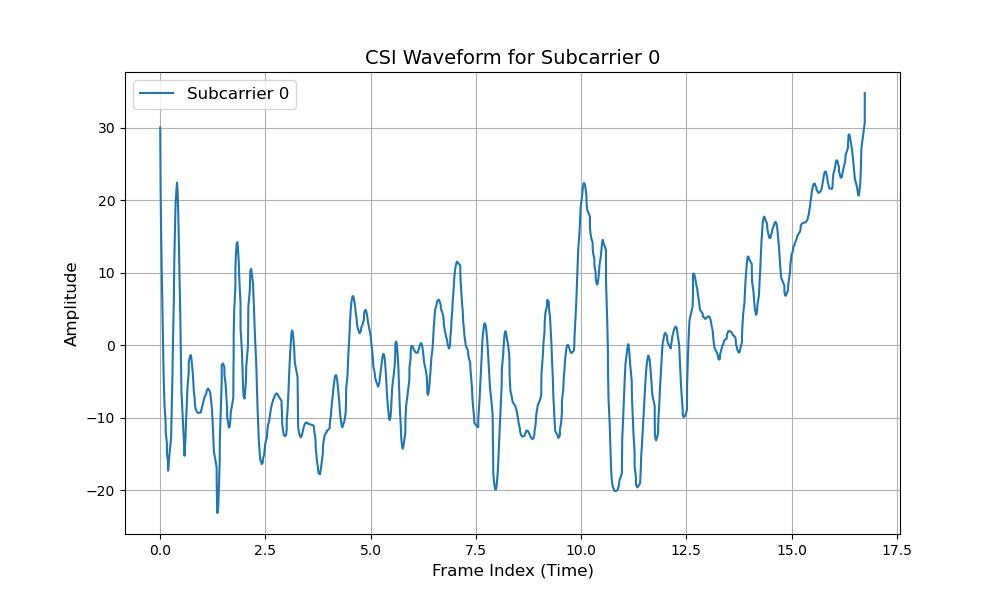 CSI Waveform for Subcarrier 0
Subcarrier 0
Amplitude
30
20
10
0
−10
−20
0.0 2.5 5.0 7.5 10.0 12.5 15.0 17.5
Frame Index (Time)